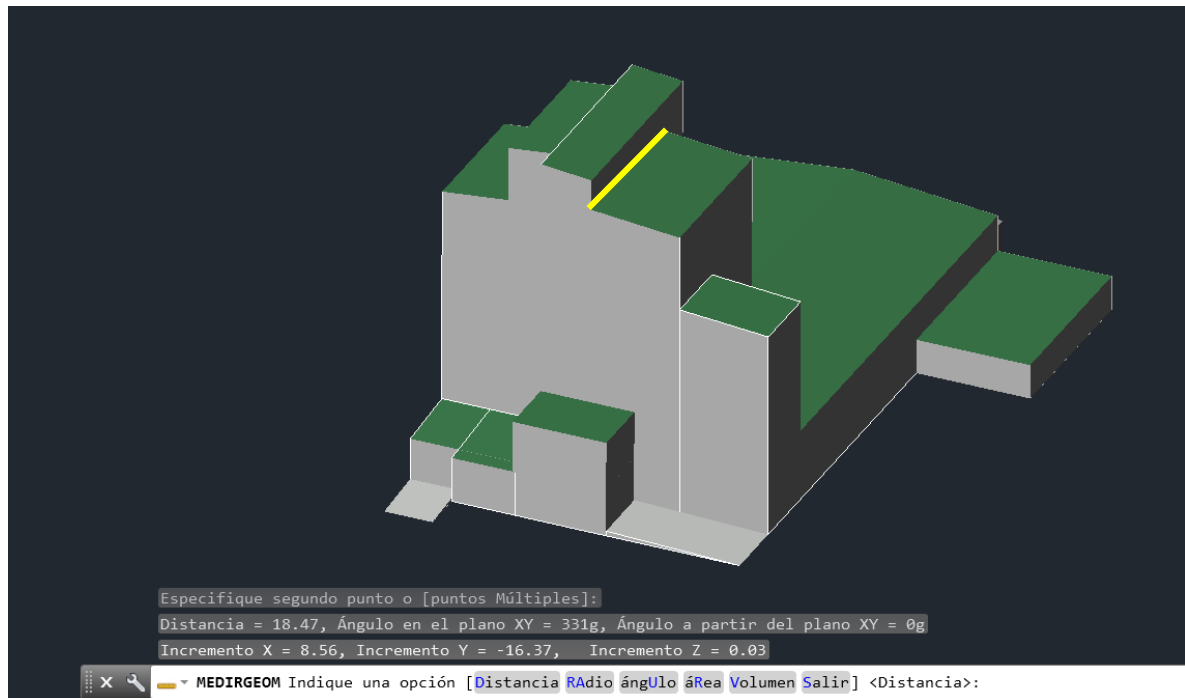 Especifique segundo punto o [puntos Múltiples]:
Distancia = 18.47, Ángulo en el plano XY = 331g, Ángulo a partir del plano XY = 0g
Incremento X = 8.56, Incremento Y = -16.37,   Incremento Z = 0.03
MEDIRGEOM Indique una opción [Distancia RAdio ángUlo áRea Volumen Salir] <Distancia>: